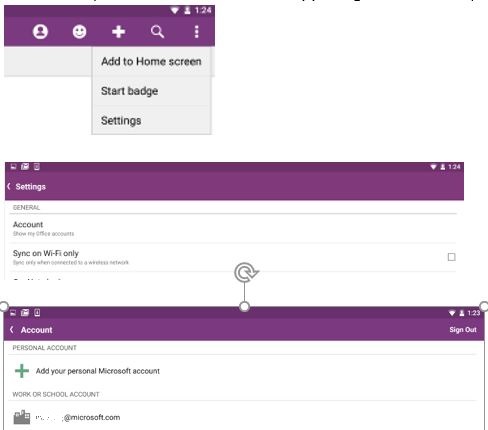 1:24
Add to Home screen
Start badge
Settings
1:24
Settings
GENERAL
Account
Show my Office accounts
Sync on Wi-Fi only
Sync only when connected to a wireless network
1:23
Account
Sign Out
PERSONAL ACCOUNT
Add your personal Microsoft account
WORK OR SCHOOL ACCOUNT
@microsoft.com